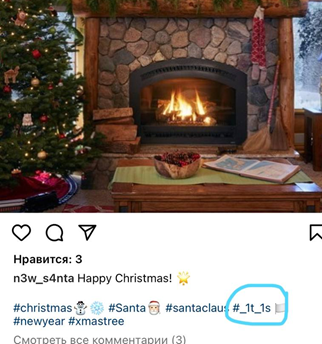 Нравится: 3
n3w_s4nta Happy Christmas! 🌟
#christmas⛄❄️ #Santa🎅 #santaclaus #_1t_1s
#newyear #xmastree
Смотреть все комментарии (3)